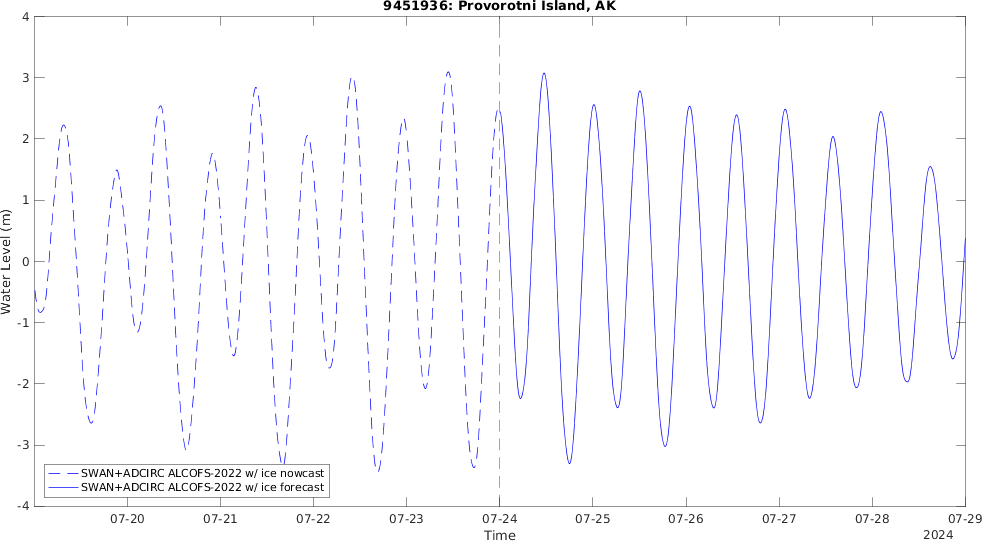 9451936: Provorotni Island, AK
4
3
2
1
0
-1
-2
-3
-4
Water Level (m)
SWAN+ADCIRC ALCOFS-2022 w/ ice nowcast
SWAN+ADCIRC ALCOFS-2022 w/ ice forecast
07-20 07-21 07-22 07-23 07-24 07-25 07-26 07-27 07-28 07-29
Time
2024